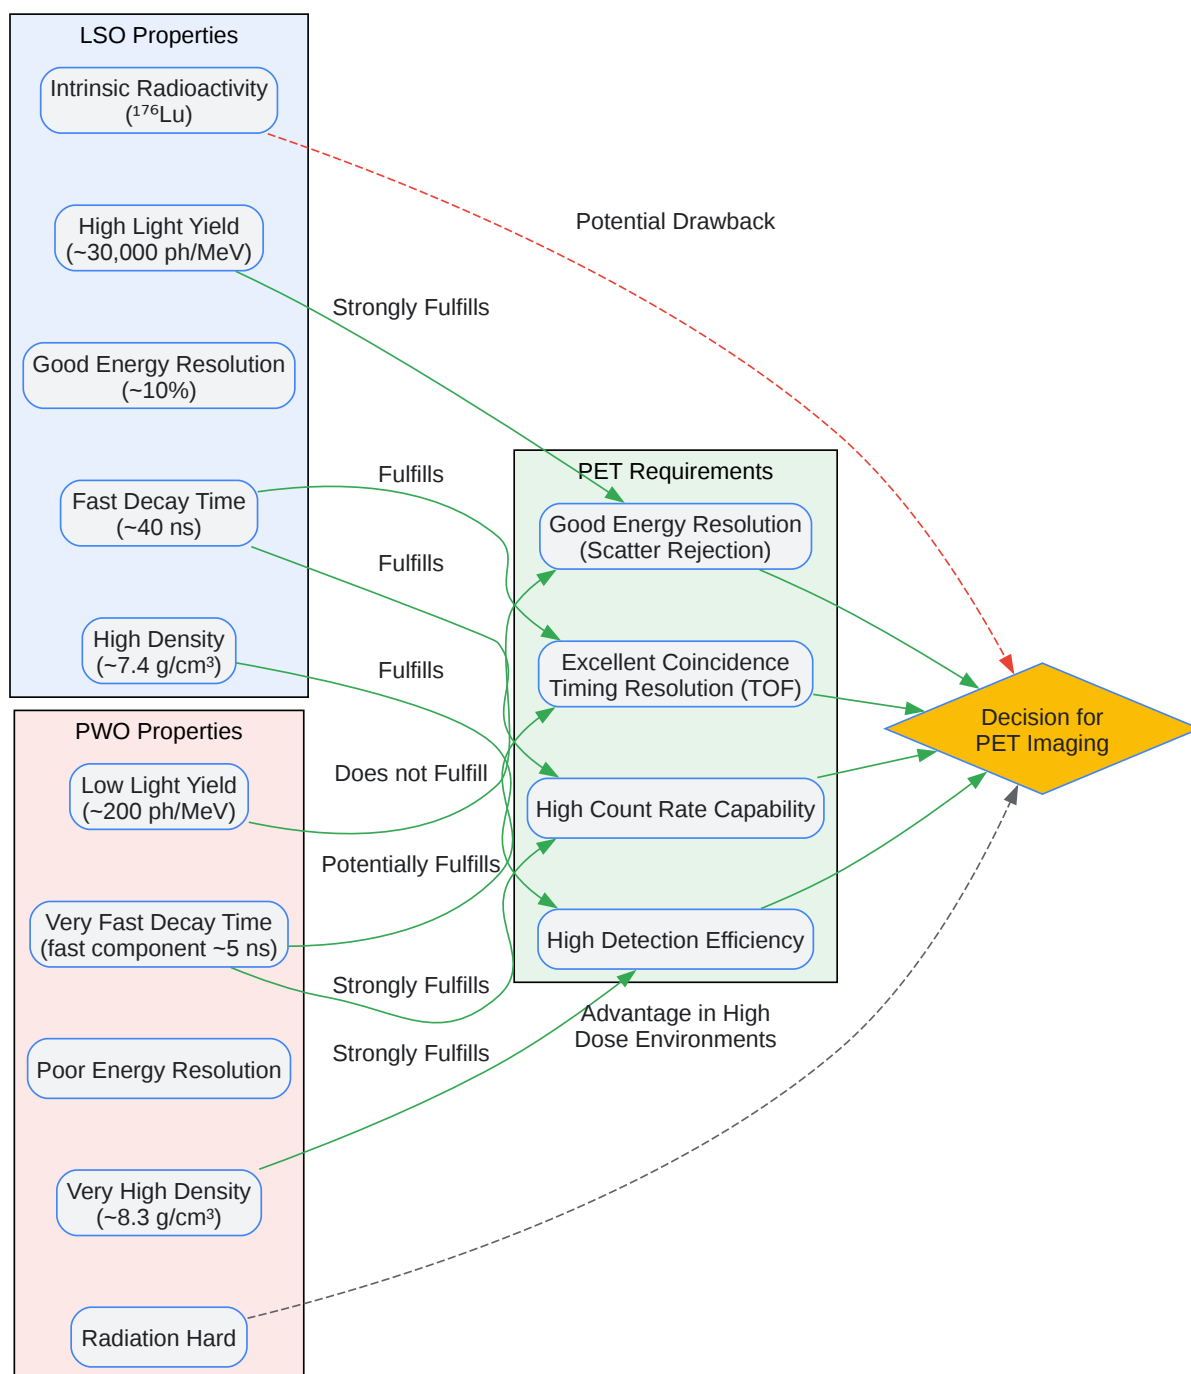 LSO Properties
Intrinsic Radioactivity
(¹⁷⁶Lu)
High Light Yield
(~30,000 ph/MeV)
Good Energy Resolution
(~10%)
Fast Decay Time
(~40 ns)
High Density
(~7.4 g/cm³)
PWO Properties
Low Light Yield
(~200 ph/MeV)
Very Fast Decay Time
(fast component ~5 ns)
Poor Energy Resolution
Very High Density
(~8.3 g/cm³)
Radiation Hard
Potential Drawback
Strongly Fulfills
Fulfills
Fulfills
Fulfills
Does not Fulfill
Potentially Fulfills
Strongly Fulfills
Strongly Fulfills
Advantage in High
Dose Environments
PET Requirements
Good Energy Resolution
(Scatter Rejection)
Excellent Coincidence
Timing Resolution (TOF)
High Count Rate Capability
High Detection Efficiency
Decision for
PET Imaging